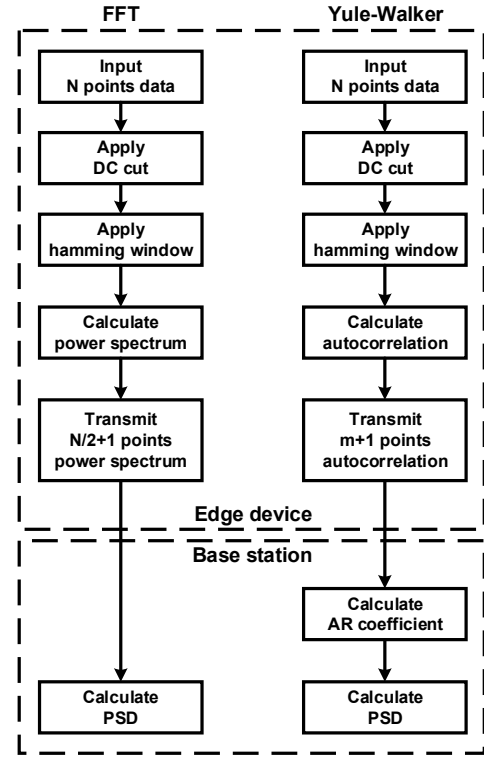 FFT
Yule-Walker
Input
N points data
Input
N points data
Apply
DC cut
Apply
DC cut
Apply
hamming window
Apply
hamming window
Calculate
power spectrum
Calculate
autocorrelation
Transmit
N/2+1 points
power spectrum
Transmit
m+1 points
autocorrelation
Edge device
Base station
Calculate
AR coefficient
Calculate
PSD
Calculate
PSD